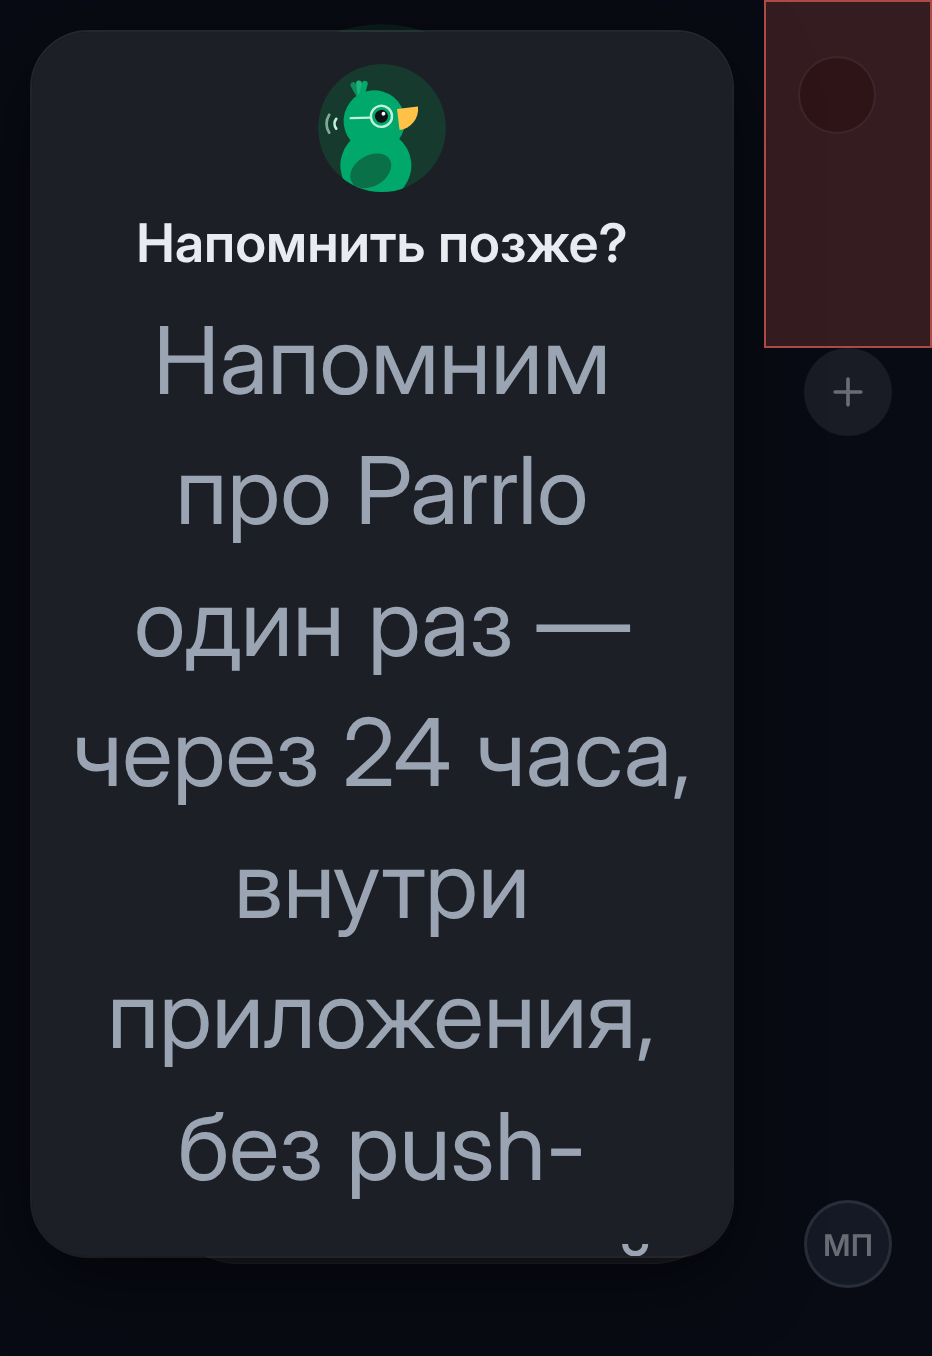 Напомнить позже?
Напомним
про Parrlo
один раз —
через 24 часа,
внутри
приложения,
без push-
МП